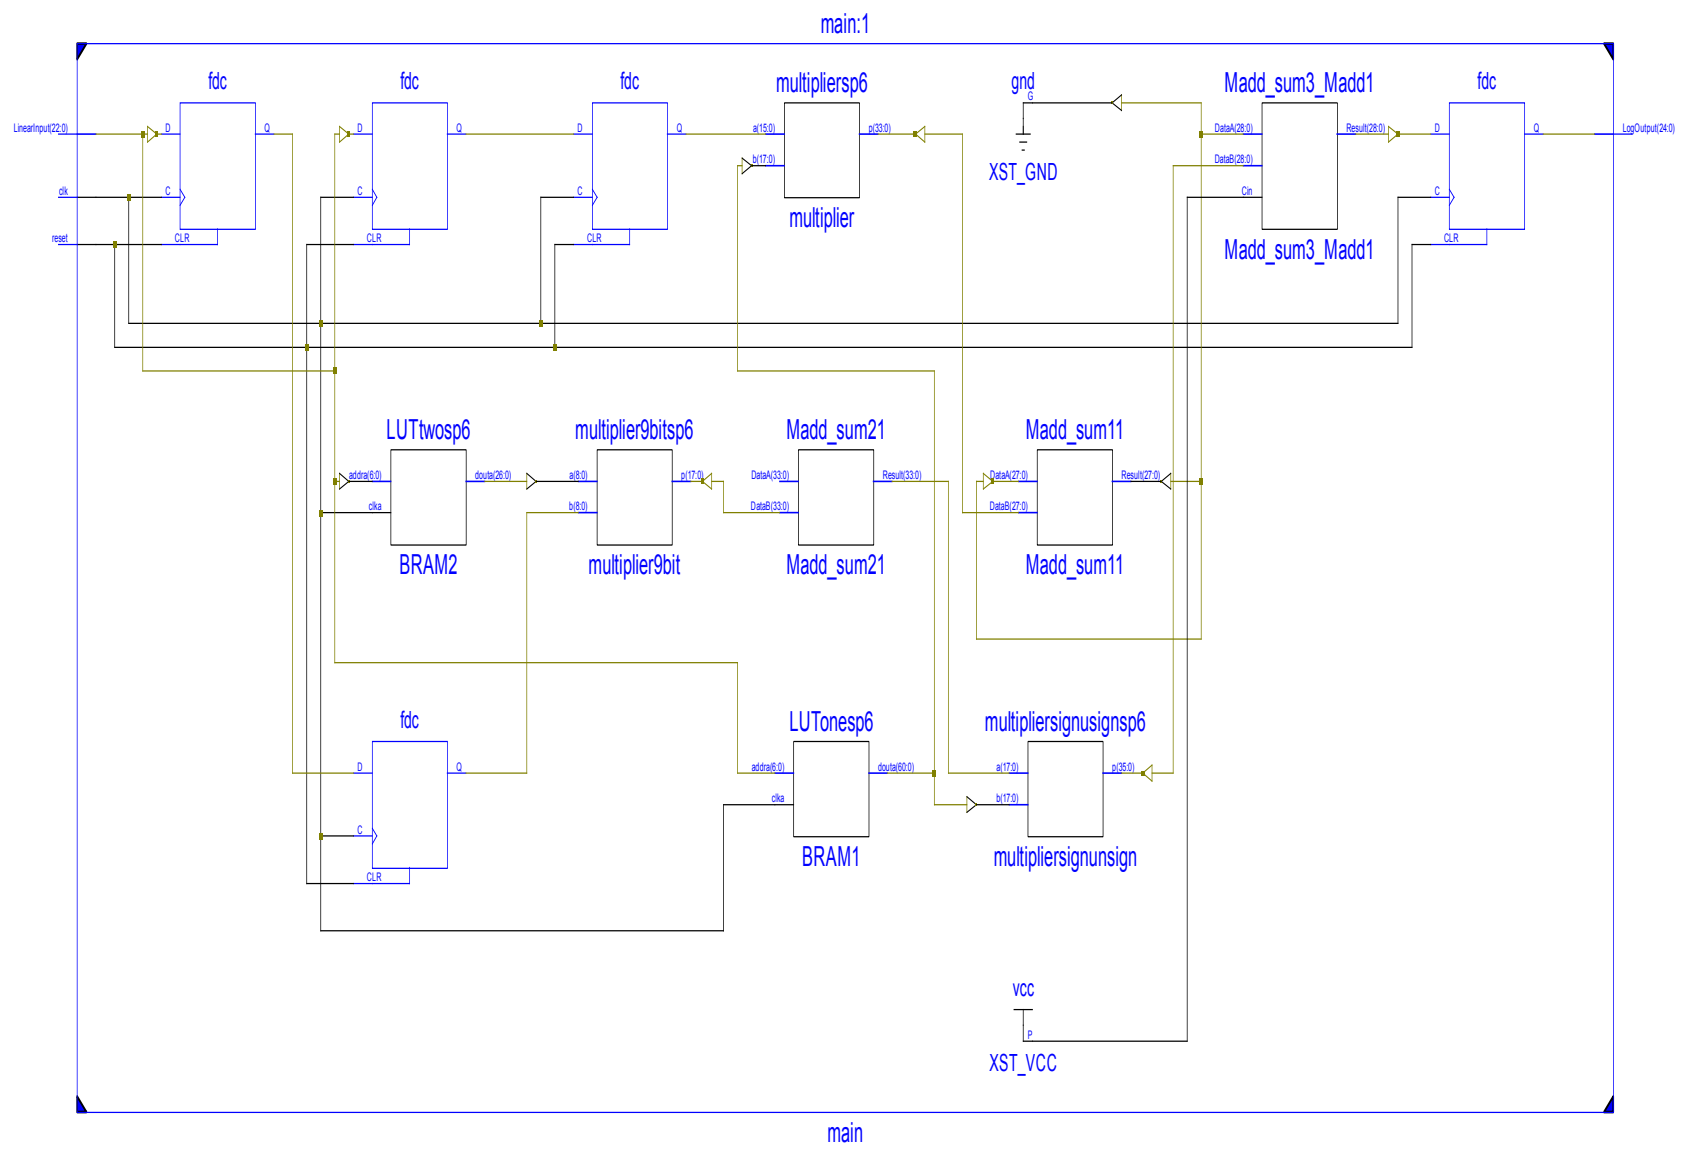 main:1
fdc
fdc
fdc
multipliersp6
gnd
Madd_sum3_Madd1
fdc
G
LinearInput(22:0)
D
Q
D
Q
D
Q
a(15:0)
p(33:0)
DataA(28:0)
Result(28:0)
D
Q
LogOutput(24:0)
b(17:0)
DataB(28:0)
XST_GND
clk
C
C
C
Cin
C
multiplier
reset
CLR
CLR
CLR
Madd_sum3_Madd1
CLR
LUTtwosp6
multiplier9bitsp6
Madd_sum21
Madd_sum11
addra(6:0)
douta(26:0)
a(8:0)
p(17:0)
DataA(33:0)
Result(33:0)
DataA(27:0)
Result(27:0)
clka
b(8:0)
DataB(33:0)
DataB(27:0)
BRAM2
multiplier9bit
Madd_sum21
Madd_sum11
fdc
LUTonesp6
multipliersignusignsp6
D
Q
addra(6:0)
douta(60:0)
a(17:0)
p(35:0)
clka
b(17:0)
C
BRAM1
multipliersignunsign
CLR
vcc
P
XST_VCC
main